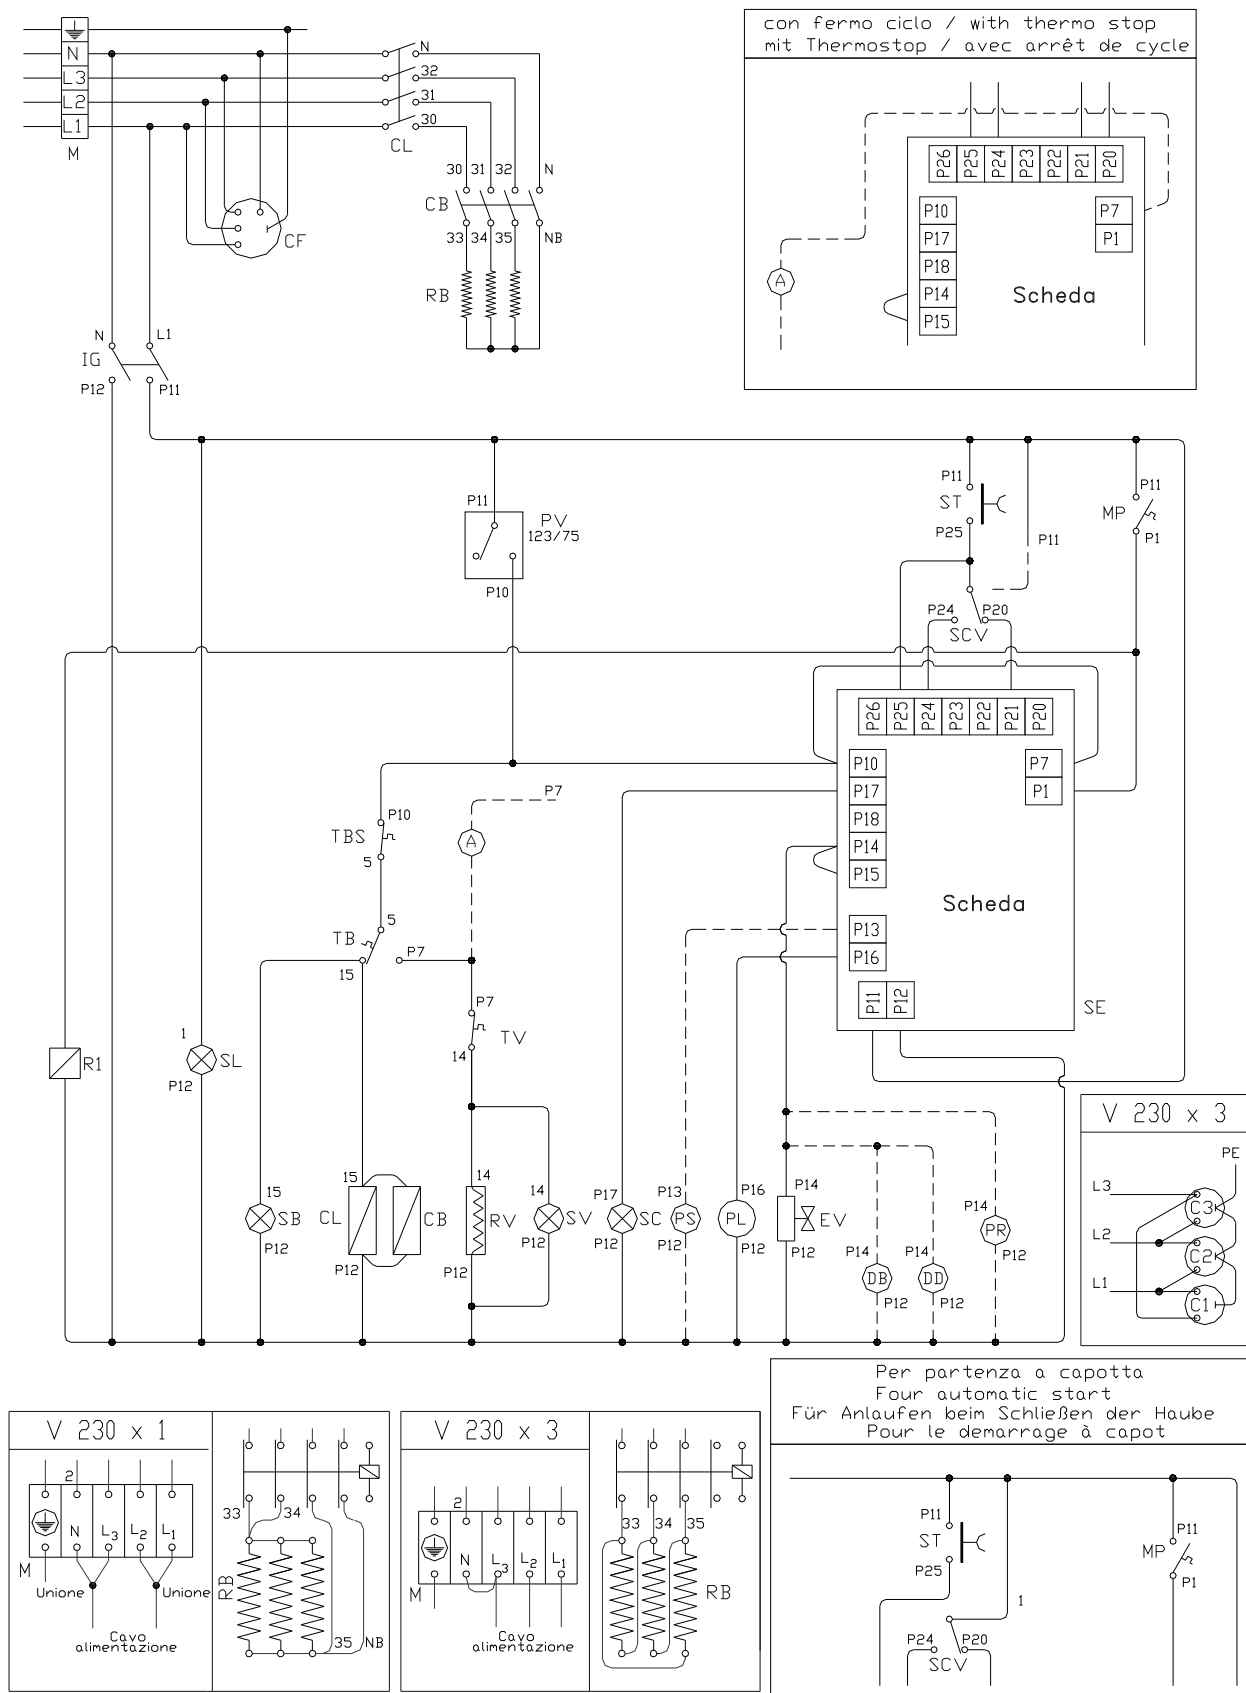 con fermo ciclo / with thermo stop
mit Thermostop / avec arrêt de cycle
N
L3
L2
L1
M
N
32
31
30
CL
CF
30 31 32 N
CB
33 34 35 NB
RB
N L1
IG
P12 P11
P26 P25 P24 P23 P22 P21 P20
P10
P17
P18
P14
P15
P7
P1
A
Scheda
P11
PV
123/75
P10
P11
ST
P25
P11
P24 P20
SCV
P11
MP
P1
P26 P25 P24 P23 P22 P21 P20
P10
P17
P18
P14
P15
P13
P16
P11 P12
P7
P1
Scheda
SE
P10
TBS
5
5
TB
15
P7
P7
A
P7
TV
14
R1
1
SL
P12
15
SB
P12
15
CL
CB
P12
14
RV
P12
14
SV
P12
P17
SC
P12
P13
PS
P12
P16
PL
P12
P14
EV
P12
P14
DB
P12
P14
DD
P12
P14
PR
P12
V 230 x 3
PE
L3
L2
L1
C3
C2
C1
V 230 x 1
2
N L3 L2 L1
M
Unione Unione
Cavo
alimentazione
33 34
RB
35 NB
V 230 x 3
2
N L3 L2 L1
M
Cavo
alimentazione
33 34 35
RB
Per partenza a capotta
Four automatic start
Für Anlaufen beim Schließen der Haube
Pour le demarrage à capot
P11
ST
P25
1
P24 P20
SCV
P11
MP
P1